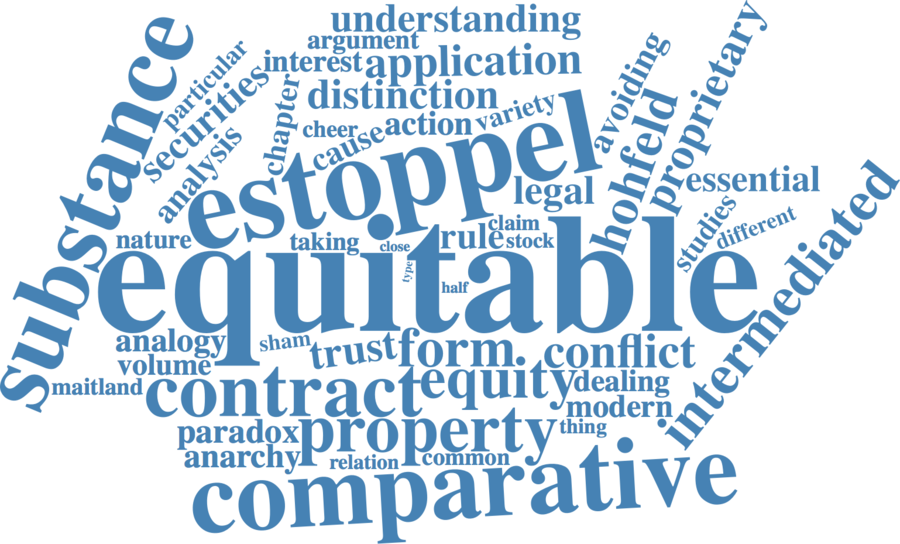 understanding
argument
interest
application
particular
securities
analysis
substance
chapter
distinction
cheer
cause
action
variety
avoiding
hohfeld
proprietary
estoppel
legal
essential
studies
different
intermediated
nature
taking
close
type
half
rule
claim
stock
equitable
analogy
sham
trust
form.
conflict
volume
maitland
contract
equity
dealing
modern
paradox
property
thing
anarchy
relation
common
comparative